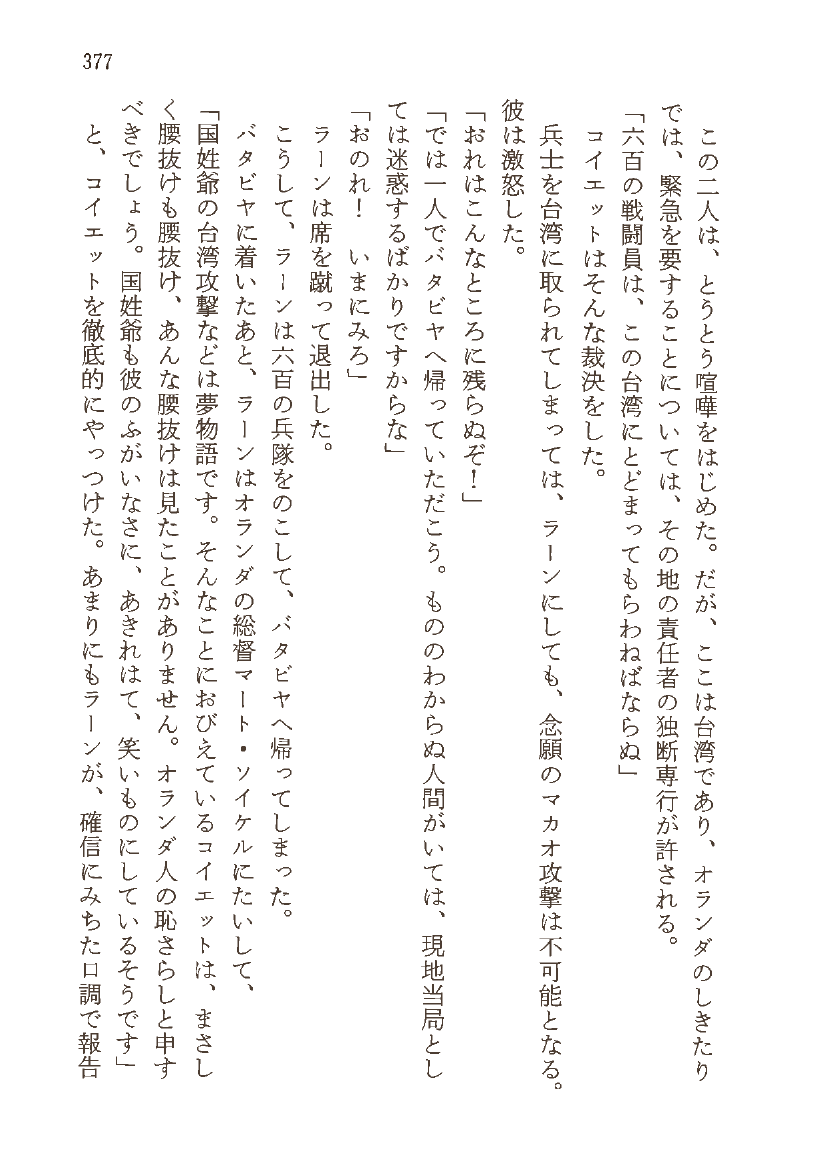 377
この二人は、とうとう喧嘩をはじめた。だが、ここは台湾であり、オランダのしきたり
では、緊急を要することについては、その地の責任者の独断専行が許される。
「六百の戦闘員は、この台湾にとどまってもらわねばならぬ」
コイエットはそんな裁決をした。
兵士を台湾に取られてしまっては、ラーンにしても、念願のマカオ攻撃は不可能となる。
彼は激怒した。
「おれはこんなところに残らぬぞ！」
「では一人でバタビヤへ帰っていただこう。もののわからぬ人間がいては、現地当局とし
ては迷惑するばかりですからな」
「おのれ！　いまにみろ」
ラーンは席を蹴って退出した。
こうして、ラーンは六百の兵隊をのこして、バタビヤへ帰ってしまった。
バタビヤに着いたあと、ラーンはオランダの総督マート・ソイケルにたいして、
「国姓爺の台湾攻撃などは夢物語です。そんなことにおびえているコイエットは、まさし
く腰抜けも腰抜け、あんな腰抜けは見たことがありません。オランダ人の恥さらしと申す
べきでしょう。国姓爺も彼のふがいなさに、あきれはて、笑いものにしているそうです」
と、コイエットを徹底的にやっつけた。あまりにもラーンが、確信にみちた口調で報告